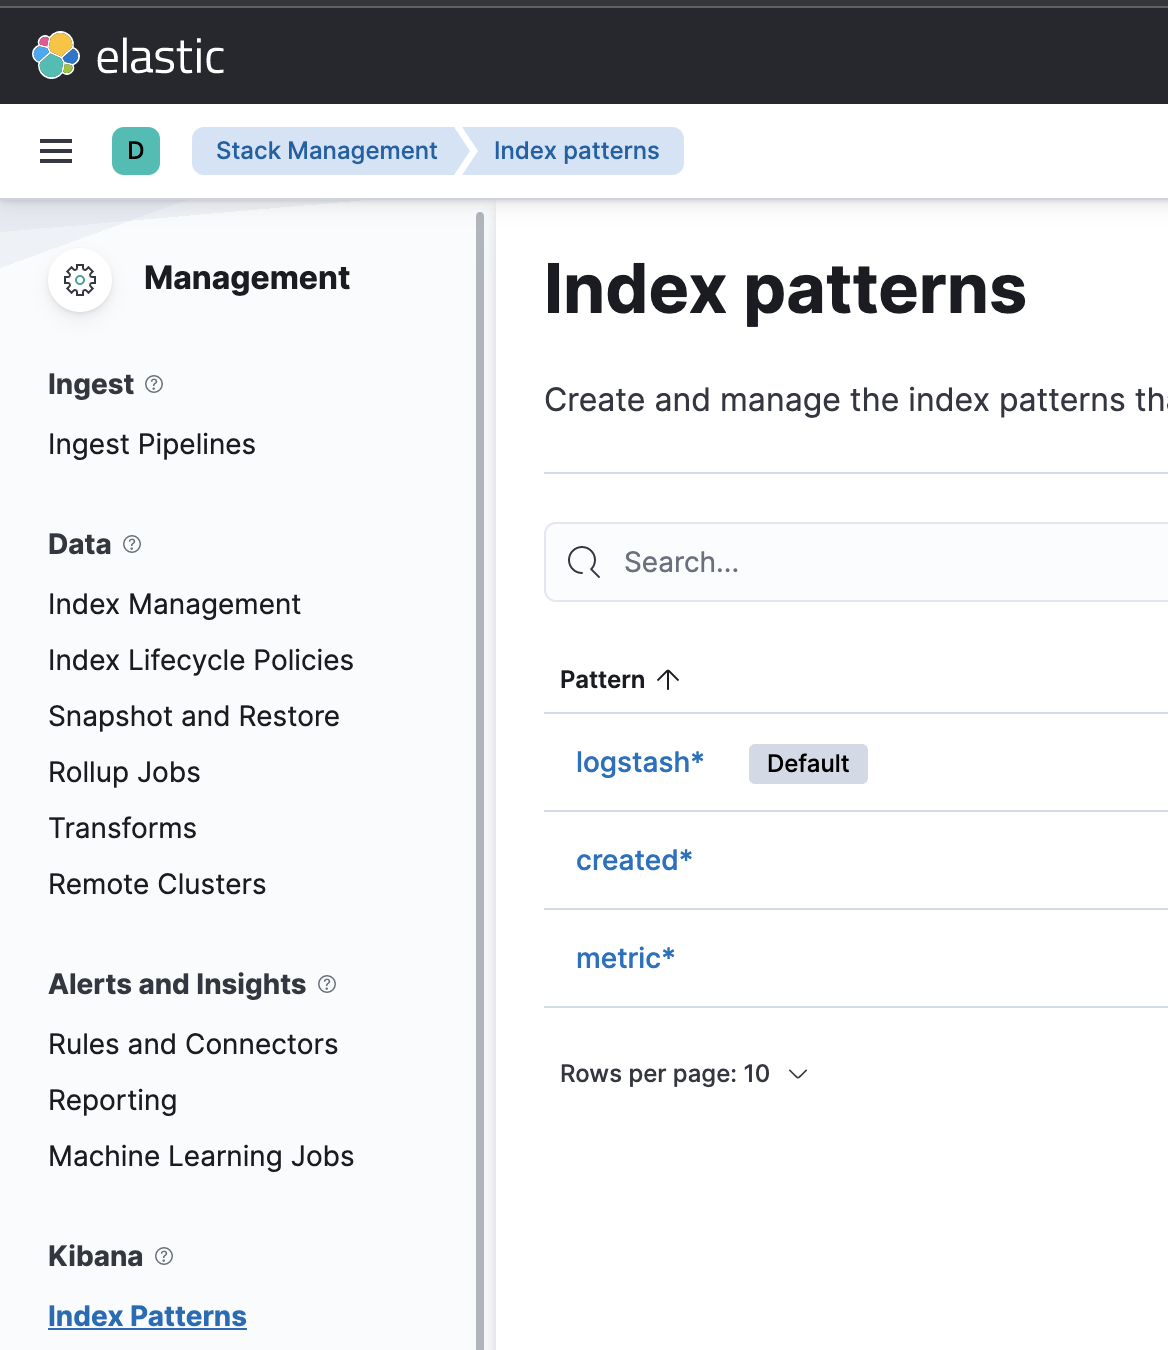 elastic
D
Stack Management
Index patterns
Management
Ingest
Ingest Pipelines
Data
Index Management
Index Lifecycle Policies
Snapshot and Restore
Rollup Jobs
Transforms
Remote Clusters
Alerts and Insights
Rules and Connectors
Reporting
Machine Learning Jobs
Kibana
Index Patterns
Index patterns
Create and manage the index patterns
Search...
Pattern
logstash* Default
created*
metric*
Rows per page: 10